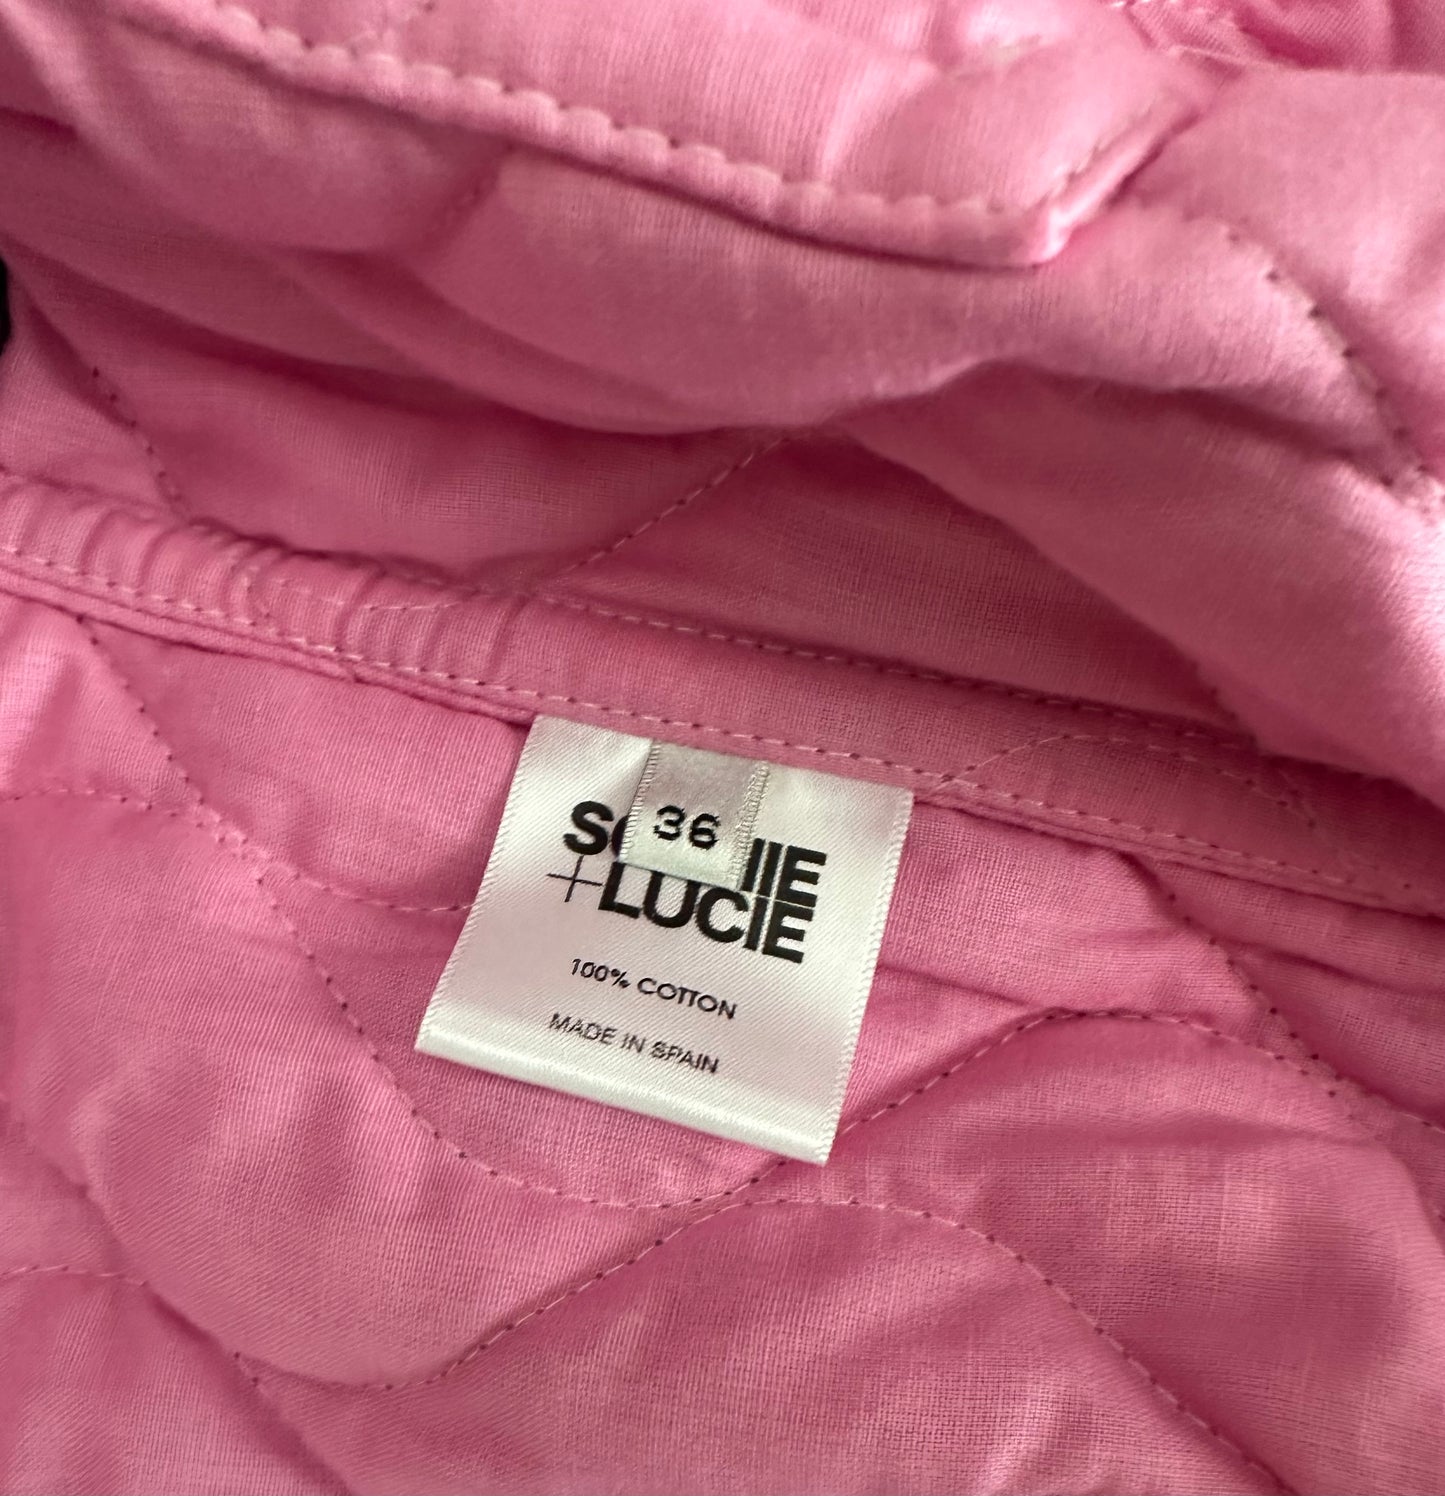 36
+LUCIE
100% COTTON
MADE IN SPAIN